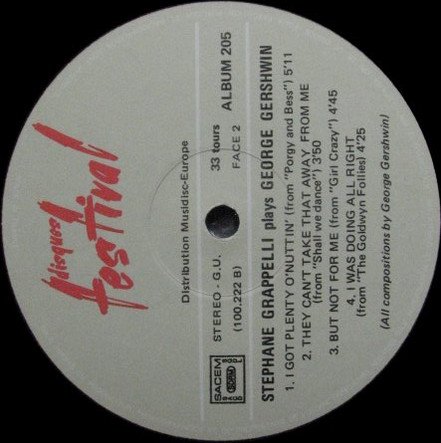 disques
festival
Distribution Musidisc-Europe
SACEM
STEREO - G.U.
(100.222 B)
33 tours
FACE 2
ALBUM 205
STEPHANE GRAPPELLI plays GEORGE GERSHWIN
1. I GOT PLENTY O'NUTTIN' (from "Porgy and Bess") 5'11
2. THEY CAN'T TAKE THAT AWAY FROM ME
(from "Shall we dance") 3'50
3. BUT NOT FOR ME (from "Girl Crazy") 4'45
4. I WAS DOING ALL RIGHT
(from "The Goldwyn Follies) 4'25
(All compositions by George Gershwin)